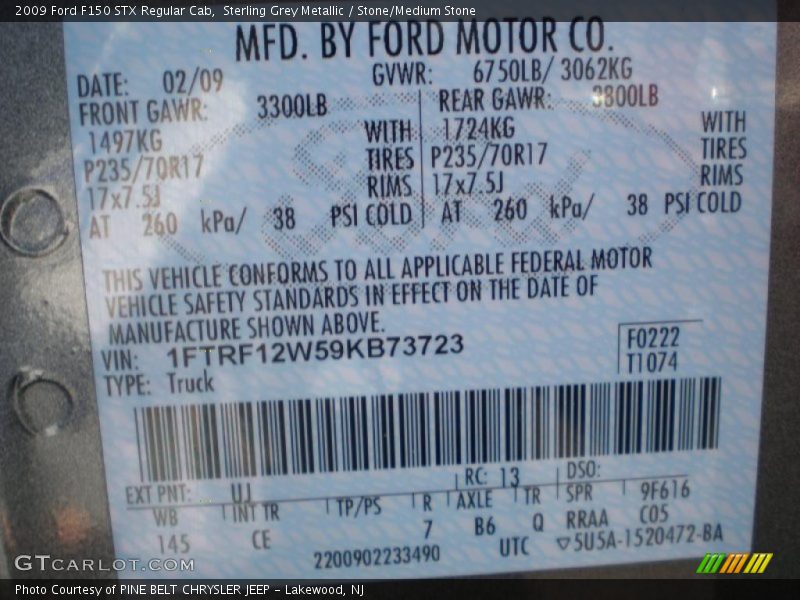 2009 Ford F150 STX Regular Cab, Sterling Grey Metallic / Stone/Medium Stone
MFD. BY FORD MOTOR CO.
DATE: 02/09 GVWR: 6750LB/ 3062KG
FRONT GAWR: 3300LB REAR GAWR: 3800LB
1497KG WITH 1724KG WITH
P235/70R17 TIRES P235/70R17 TIRES
17x7.5J RIMS 17x7.5J RIMS
AT 260 kPa/ 38 PSI COLD AT 260 kPa/ 38 PSI COLD
THIS VEHICLE CONFORMS TO ALL APPLICABLE FEDERAL MOTOR
VEHICLE SAFETY STANDARDS IN EFFECT ON THE DATE OF
MANUFACTURE SHOWN ABOVE.
VIN: 1FTRF12W59KB73723 F0222
TYPE: Truck T1074
EXT PNT: UJ RC: 13 DSO:
WB INT TR TP/PS R AXLE TR SPR 9F616
145 CE 7 B6 Q RRAA C05
2200902233490 UTC ▽5U5A-1520472-BA
GTCARLOT.COM
Photo Courtesy of PINE BELT CHRYSLER JEEP - Lakewood, NJ